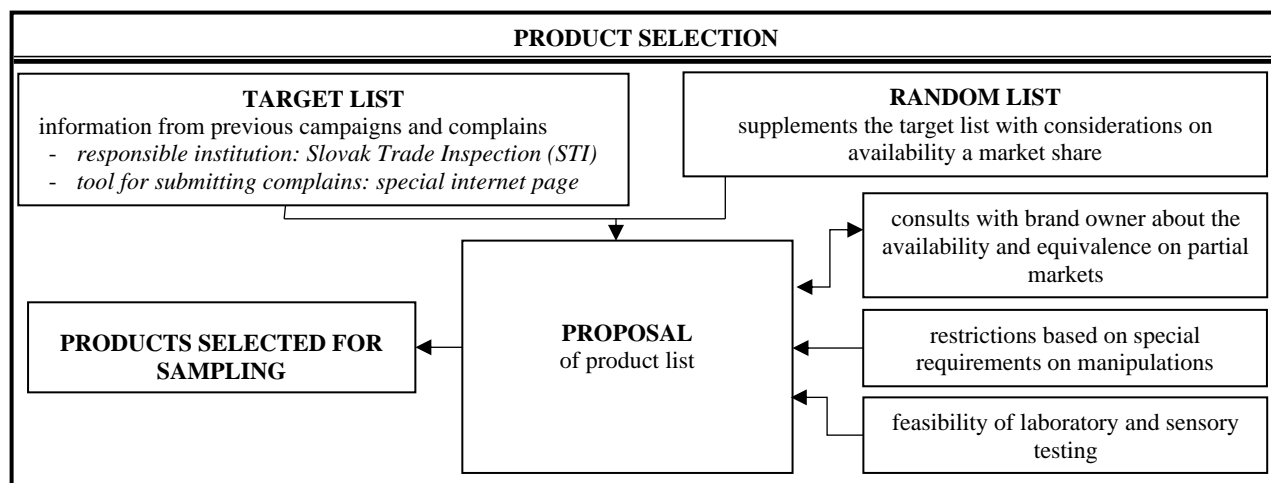 PRODUCT SELECTION
TARGET LIST
information from previous campaigns and complains
- responsible institution: Slovak Trade Inspection (STI)
- tool for submitting complains: special internet page
RANDOM LIST
supplements the target list with considerations on
availability a market share
consults with brand owner about the
availability and equivalence on partial
markets
PROPOSAL
of product list
PRODUCTS SELECTED FOR
SAMPLING
restrictions based on special
requirements on manipulations
feasibility of laboratory and sensory
testing